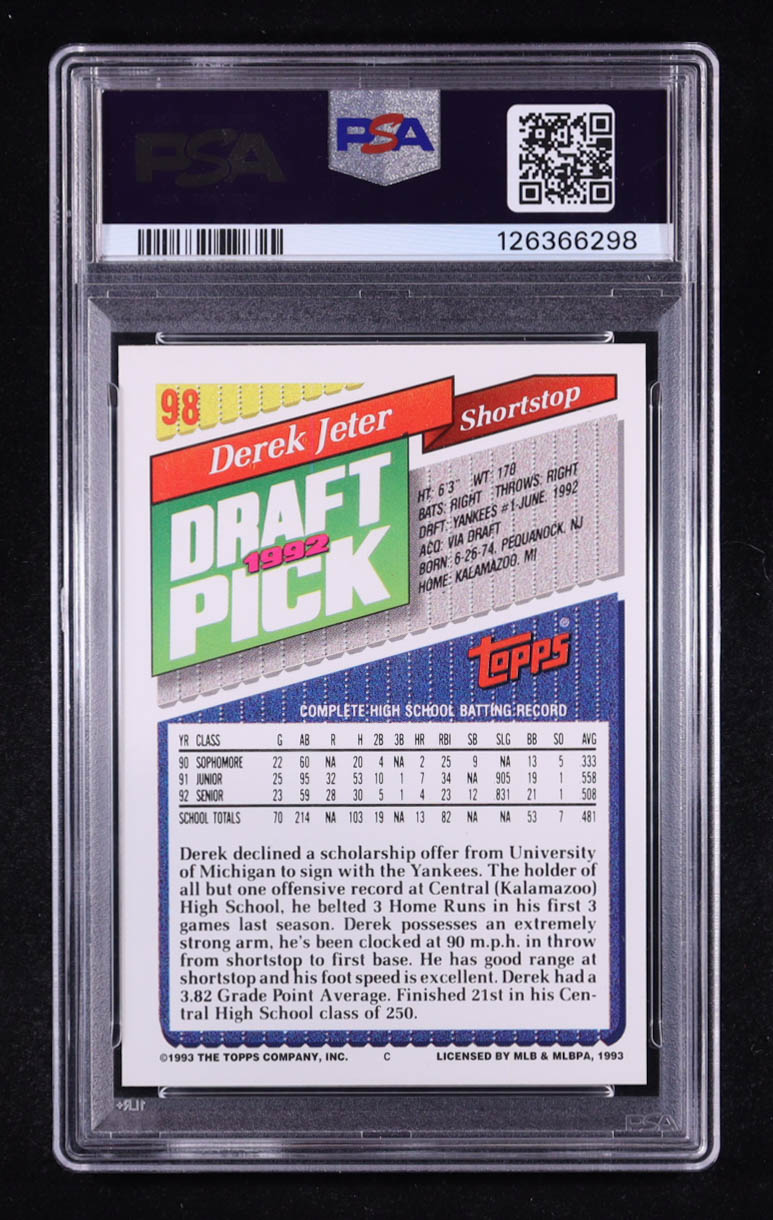 PSA
PSA
126366298
98
Derek Jeter
Shortstop
DRAFT
1992
PICK
HT: 6'3" WT: 170
BATS: RIGHT THROWS: RIGHT
DRFT: YANKEES #1-JUNE, 1992
ACQ: VIA DRAFT
BORN: 6-26-74, PEQUANOCK, NJ
HOME: KALAMAZOO, MI
topps®
COMPLETE HIGH SCHOOL BATTING RECORD
YR CLASS G AB R H 2B 3B HR RBI SB SLG BB SO AVG
90 SOPHOMORE 22 60 NA 20 4 NA 2 25 9 NA 13 5 .333
91 JUNIOR 25 95 32 53 10 1 7 34 NA .905 19 1 .558
92 SENIOR 23 59 28 30 5 1 4 23 12 .831 21 1 .508
SCHOOL TOTALS 70 214 NA 103 19 NA 13 82 NA NA 53 7 .481
Derek declined a scholarship offer from University
of Michigan to sign with the Yankees. The holder of
all but one offensive record at Central (Kalamazoo)
High School, he belted 3 Home Runs in his first 3
games last season. Derek possesses an extremely
strong arm, he's been clocked at 90 m.p.h. in throw
from shortstop to first base. He has good range at
shortstop and his foot speed is excellent. Derek had a
3.82 Grade Point Average. Finished 21st in his Cen-
tral High School class of 250.
©1993 THE TOPPS COMPANY, INC. C LICENSED BY MLB & MLBPA, 1993
PSA